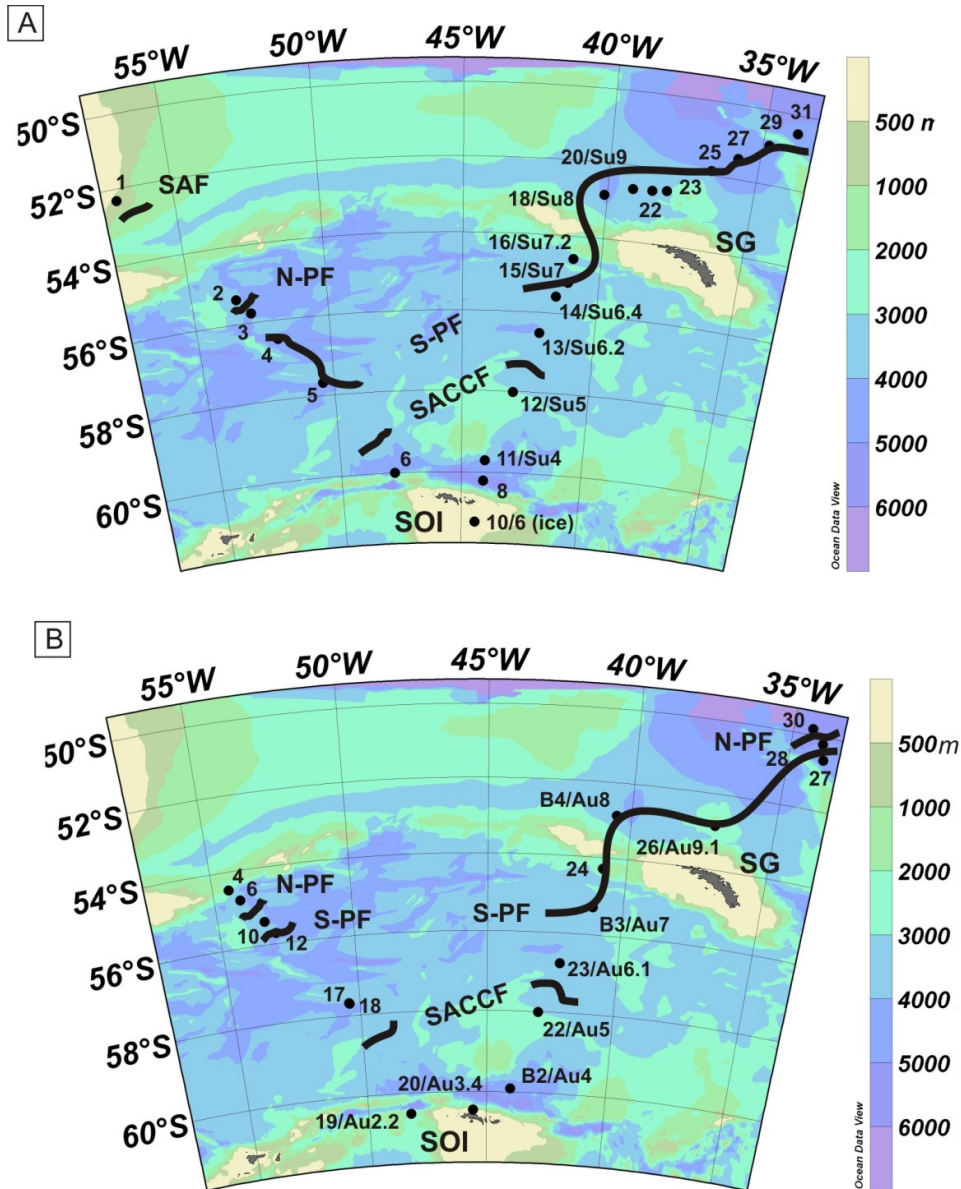 A
55°W 50°W 45°W 40°W 35°W
50°S
52°S
54°S
56°S
58°S
60°S
1
SAF
2
N-PF
3
4
5
S-PF
SACCF
6
SOI
8
10/6 (ice)
11/Su4
12/Su5
13/Su6.2
14/Su6.4
15/Su7
16/Su7.2
18/Su8
20/Su9
22
23
25
27
29
31
SG
500 m
1000
2000
3000
4000
5000
6000
Ocean Data View
B
55°W 50°W 45°W 40°W 35°W
50°S
52°S
54°S
56°S
58°S
60°S
4
6
N-PF
S-PF
10
12
17
18
SACCF
19/Au2.2
20/Au3.4
SOI
B2/Au4
22/Au5
23/Au6.1
S-PF
B3/Au7
24
B4/Au8
26/Au9.1
SG
N-PF
30
28
27
500m
1000
2000
3000
4000
5000
6000
Ocean Data View